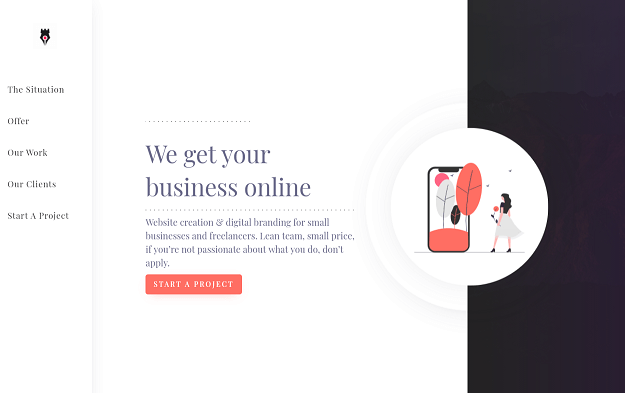 The Situation
Offer
Our Work
Our Clients
Start A Project
We get your
business online
Website creation & digital branding for small
businesses and freelancers. Lean team, small price,
if you're not passionate about what you do, don't
apply.
START A PROJECT